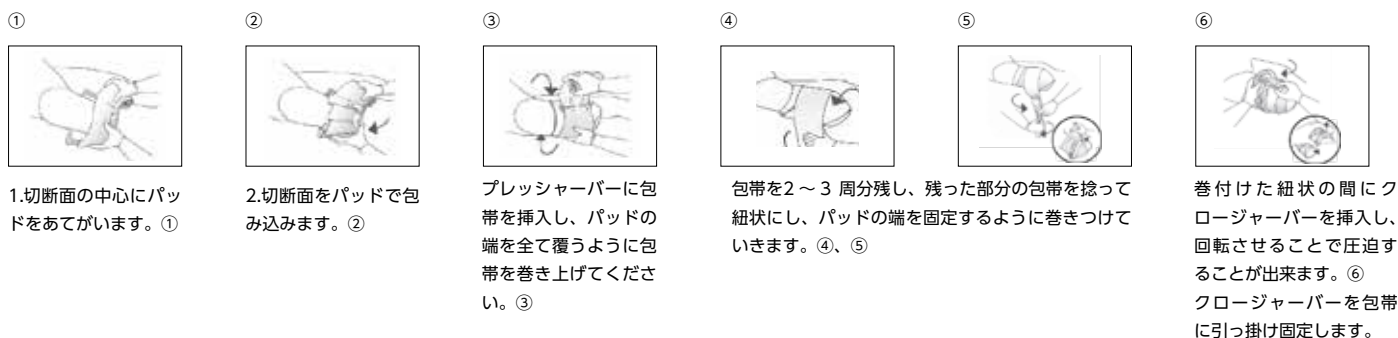 ①
1.切断面の中心にパッ
ドをあてがいます。①
②
2.切断面をパッドで包
み込みます。②
③
プレッシャーバーに包
帯を挿入し、パッドの
端を全て覆うように包
帯を巻き上げてくださ
い。③
④
⑤
包帯を2～3 周分残し、残った部分の包帯を捻って
紐状にし、パッドの端を固定するように巻きつけて
いきます。④、⑤
⑥
巻付けた紐状の間にク
ロージャーバーを挿入し、
回転させることで圧迫す
ることが出来ます。⑥
クロージャーバーを包帯
に引っ掛け固定します。